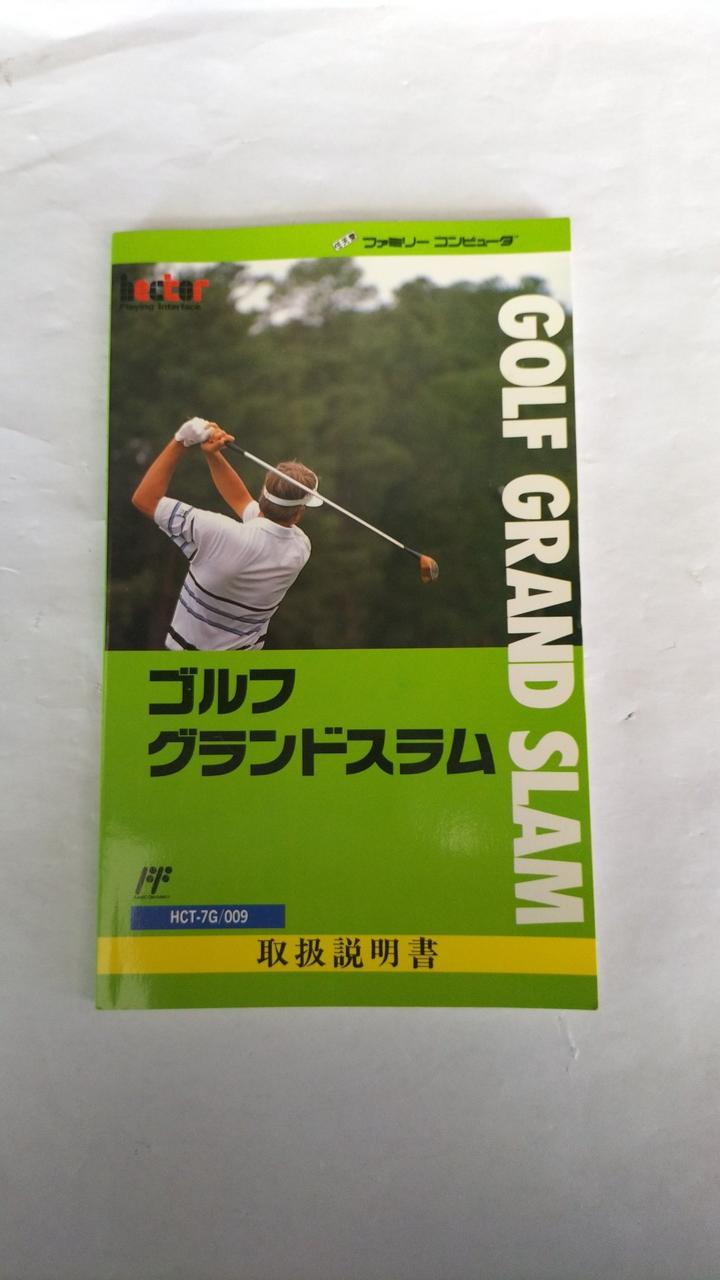 ファミリー コンピュータ
hector
Playing Interface
GOLF GRAND SLAM
ゴルフ
グランドスラム
HCT-7G/009
取扱説明書